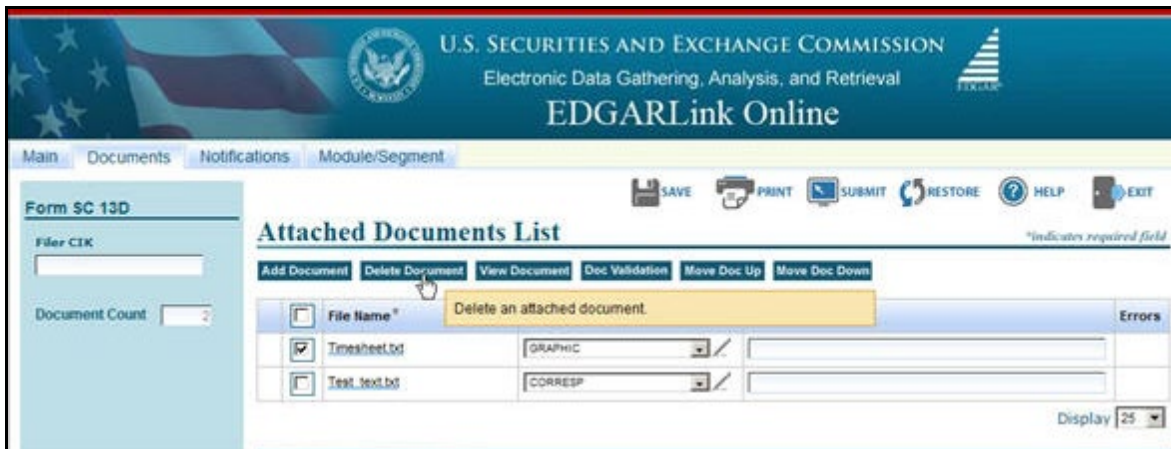 U.S. SECURITIES AND EXCHANGE COMMISSION
Electronic Data Gathering, Analysis, and Retrieval
EDGAR
EDGARLink Online
Main Documents Notifications Module/Segment
SAVE PRINT SUBMIT RESTORE HELP EXIT
Form SC 13D
Attached Documents List
*indicates required field
Filer CIK
Add Document Delete Document View Document Doc Validation Move Doc Up Move Doc Down
Delete an attached document.
Document Count 2
File Name* Errors
Timesheet.txt GRAPHIC
Test_text.txt CORRESP
Display 25